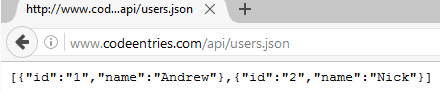 http://www.cod...api/users.json
www.codeentries.com/api/users.json
[{"id":"1","name":"Andrew"},{"id":"2","name":"Nick"}]